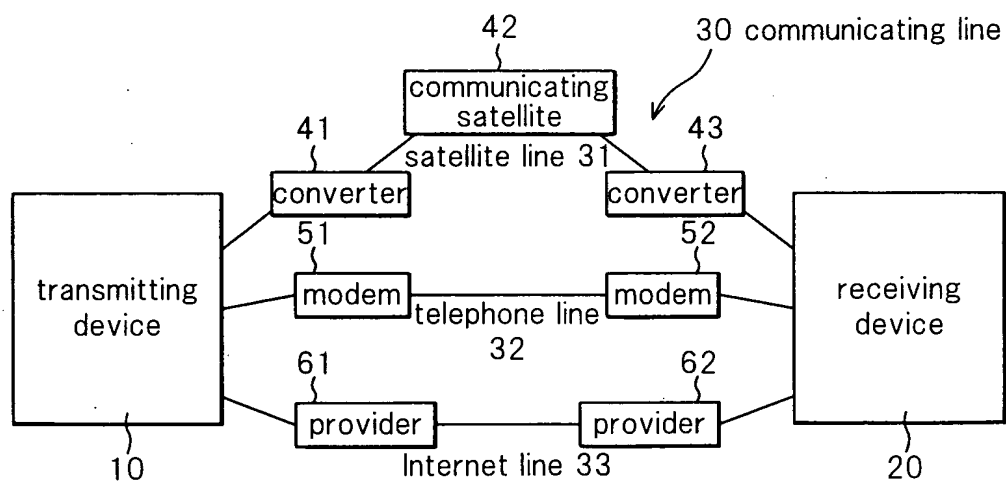 42
30 communicating line
communicating
satellite
41
43
satellite line 31
converter
converter
51
52
transmitting
device
modem
modem
receiving
device
telephone line
32
61
62
provider
provider
Internet line 33
10
20